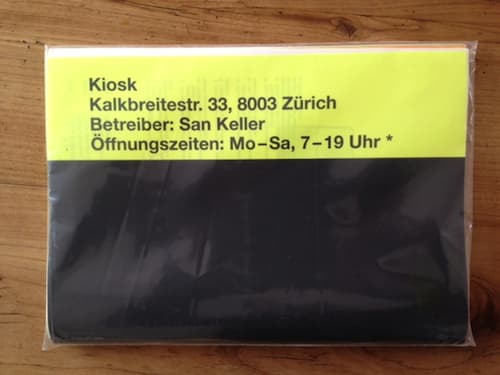 Kiosk
Kalkbreitestr. 33, 8003 Zürich
Betreiber: San Keller
Öffnungszeiten: Mo – Sa, 7 – 19 Uhr *